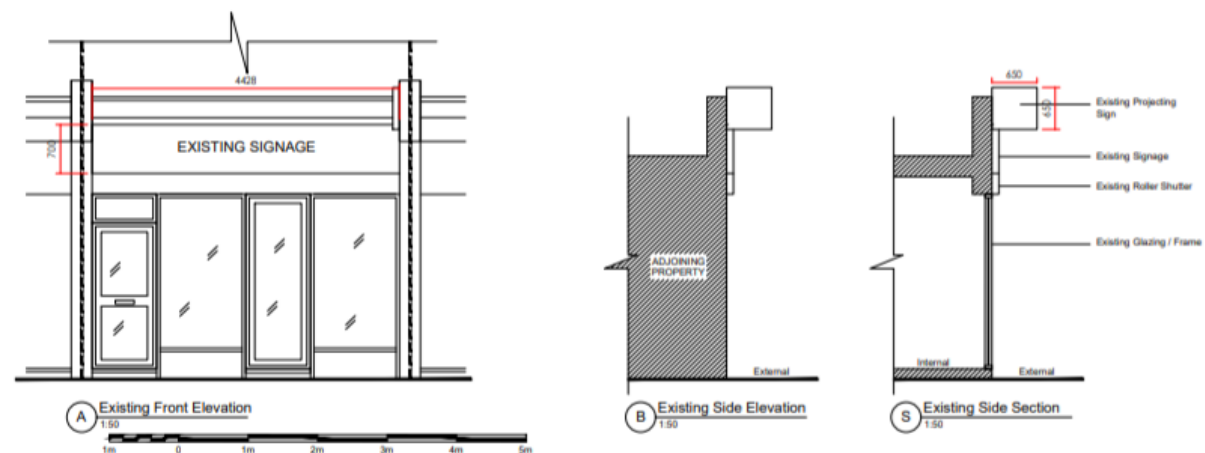 4428
700
EXISTING SIGNAGE
A Existing Front Elevation
1:50
1m 0 1m 2m 3m 4m 5m
ADJOINING
PROPERTY
External
B Existing Side Elevation
1:50
650
650
Existing Projecting
Sign
Existing Signage
Existing Roller Shutter
Existing Glazing / Frame
Internal
External
S Existing Side Section
1:50